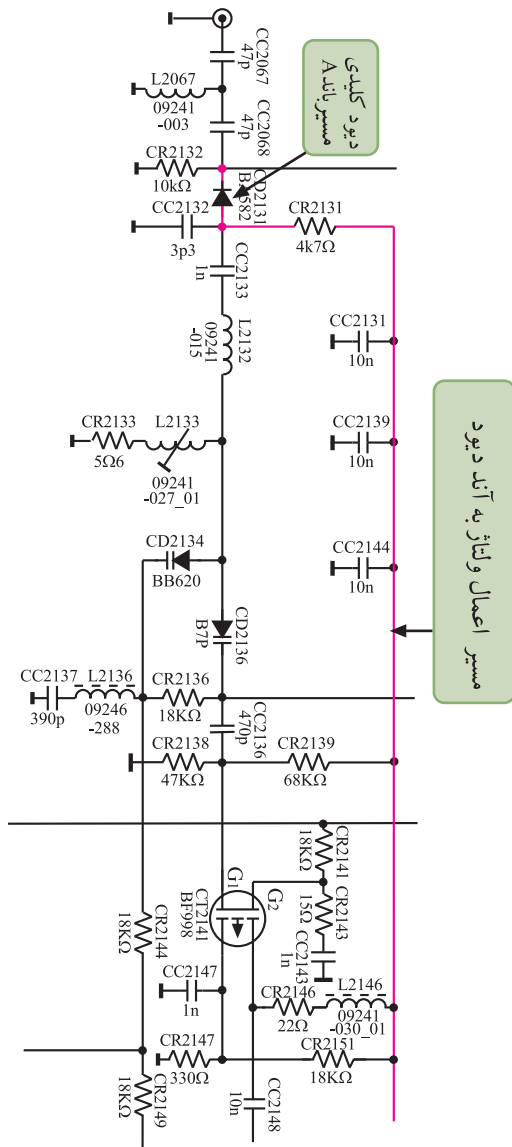 CC2067
47p
L2067
09241
-003
CC2068
47p
دیود کلیدی
مسیر باند A
CR2132
10kΩ
CD2131
BA582
CC2132
3p3
CR2131
4k7Ω
CC2133
1n
L2132
09241
-015
CC2131
10n
CR2133
5Ω6
L2133
09241
-027_01
CC2139
10n
مسیر اعمال ولتاژ به آند دیود
CD2134
BB620
CC2144
10n
CD2136
B7P
CC2137
390p
L2136
09246
-288
CR2136
18KΩ
CC2136
470p
CR2138
47KΩ
CR2139
68KΩ
CR2141
18KΩ
G1
G2
CT2141
BF998
CR2143
15Ω
CR2144
18KΩ
CC2143
1n
CC2147
1n
CR2146
22Ω
L2146
09241
-030_01
CR2147
330Ω
CR2151
18KΩ
CR2149
18KΩ
CC2148
10n